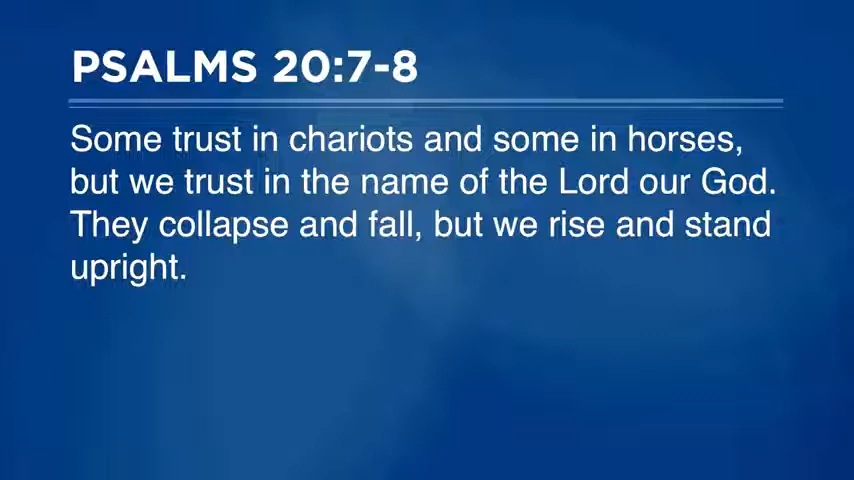 PSALMS 20:7-8
Some trust in chariots and some in horses,
but we trust in the name of the Lord our God.
They collapse and fall, but we rise and stand
upright.